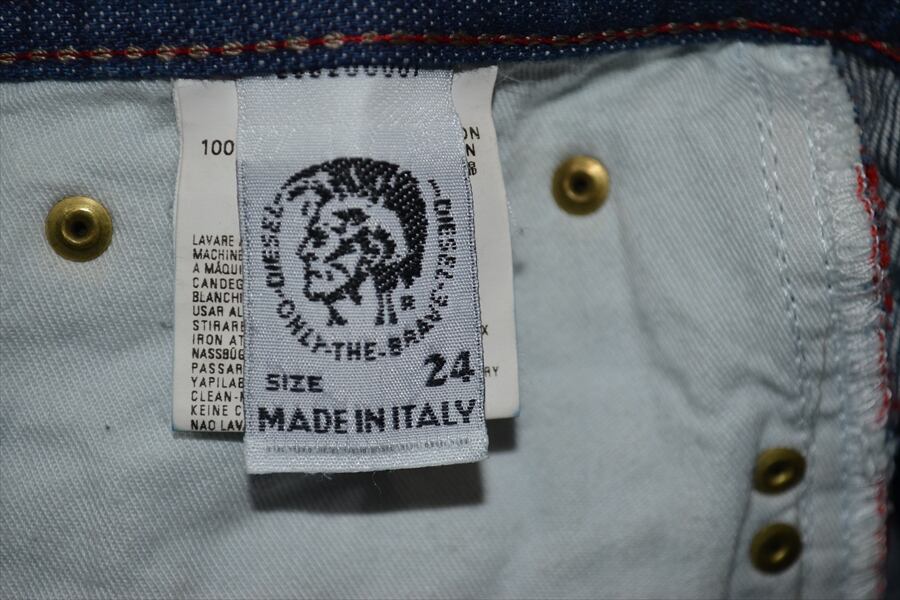 100
ON
N
DIESEL
DIESEL
ONLY-THE-BRAVE
R
SIZE 24
MADE IN ITALY
LAVARE A
MACHINE
A MÁQUI
CANDEG
BLANCHI
USAR AL
STIRARE
IRON AT
NASSBÜG
PASSAR
YAPILAB
CLEAN-
KEINE C
NAO LAV
X
RY